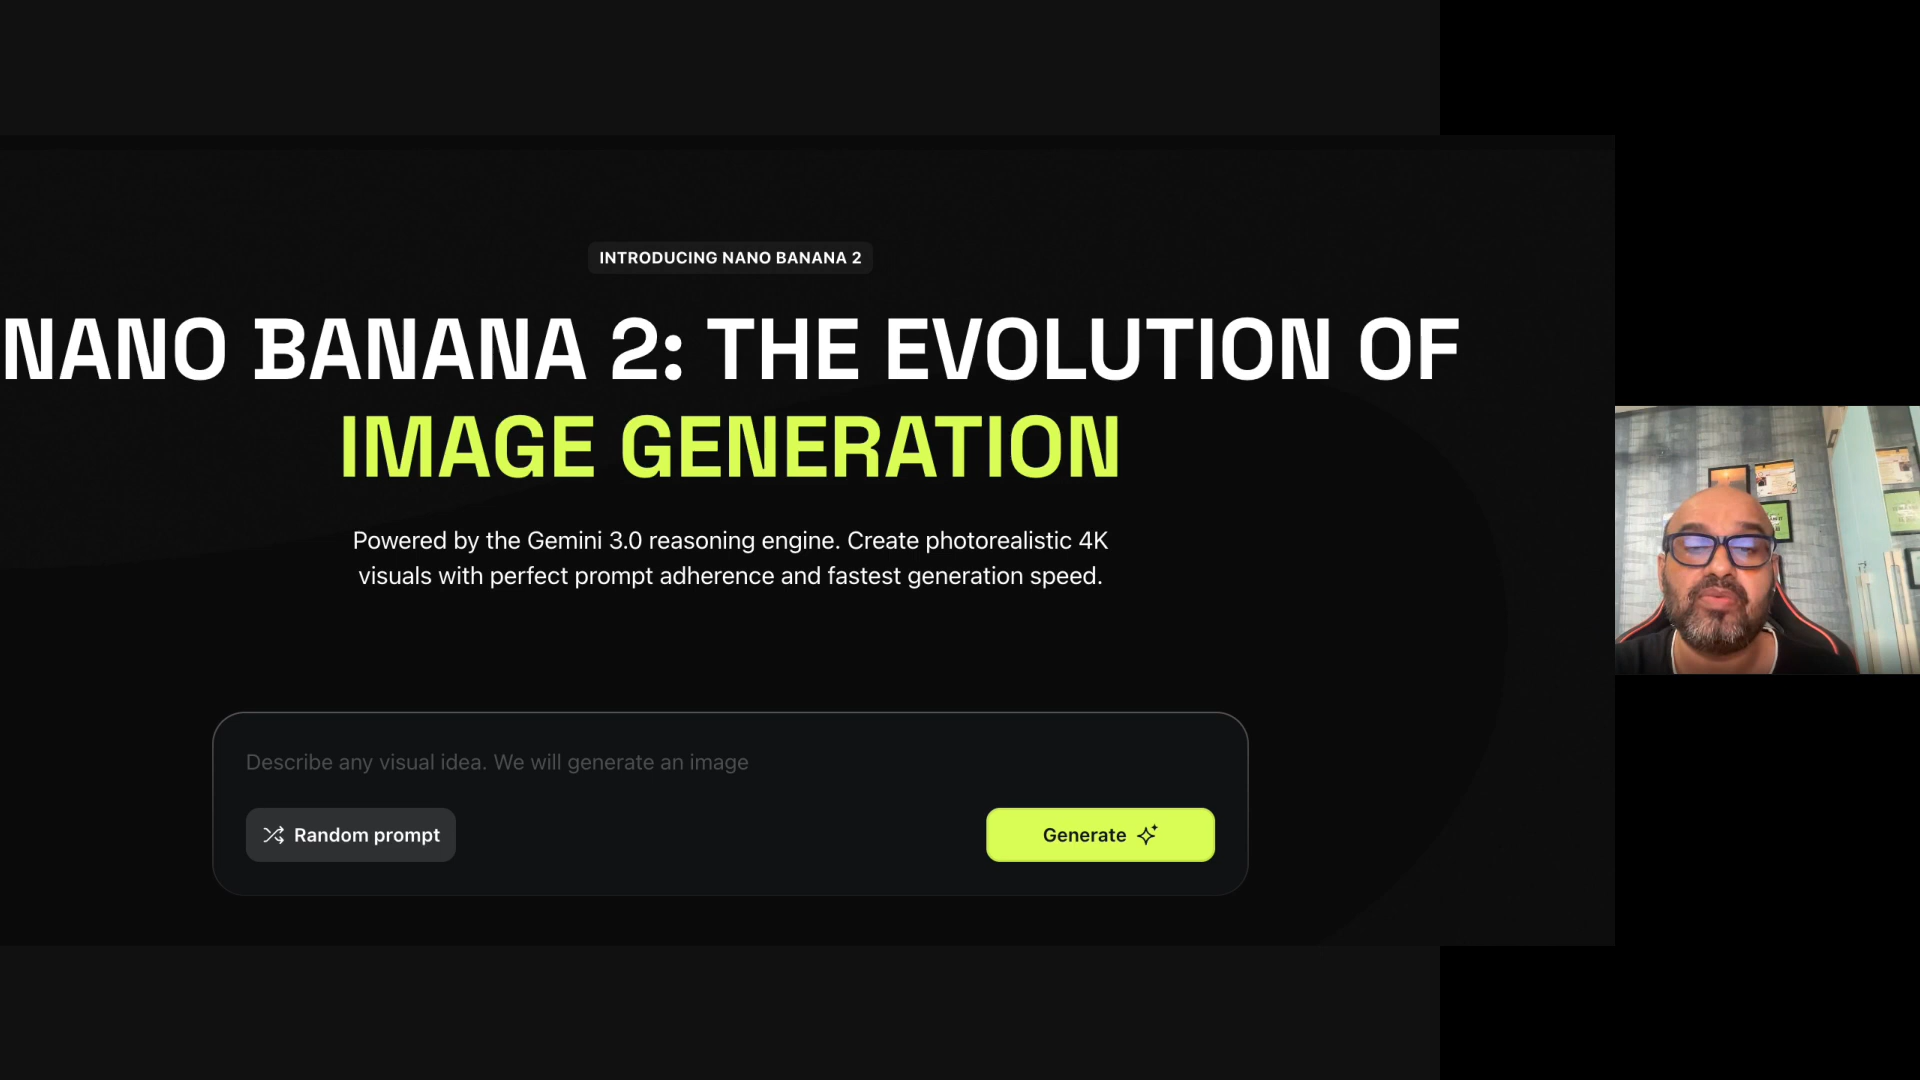 INTRODUCING NANO BANANA 2
NANO BANANA 2: THE EVOLUTION OF
IMAGE GENERATION
Powered by the Gemini 3.0 reasoning engine. Create photorealistic 4K
visuals with perfect prompt adherence and fastest generation speed.
Describe any visual idea. We will generate an image
Random prompt
Generate